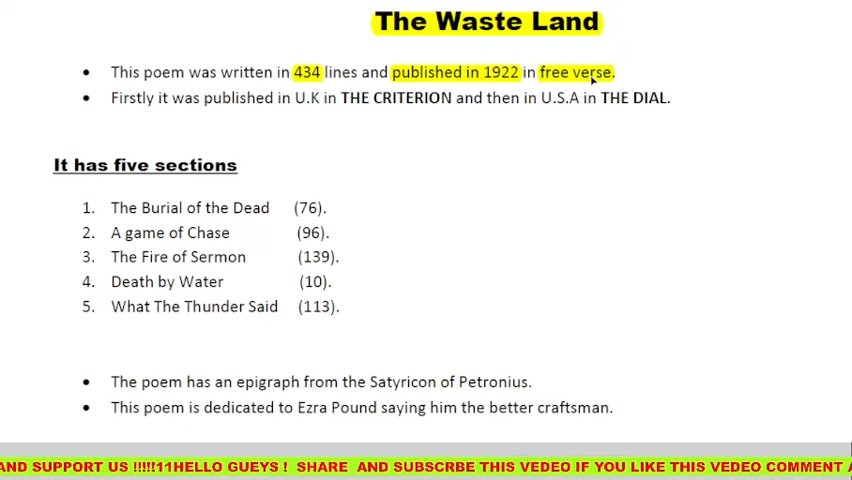 The Waste Land
• This poem was written in 434 lines and published in 1922 in free verse.
• Firstly it was published in U.K in THE CRITERION and then in U.S.A in THE DIAL.
It has five sections
1. The Burial of the Dead (76).
2. A game of Chase (96).
3. The Fire of Sermon (139).
4. Death by Water (10).
5. What The Thunder Said (113).
• The poem has an epigraph from the Satyricon of Petronius.
• This poem is dedicated to Ezra Pound saying him the better craftsman.
AND SUPPORT US !!!!!11HELLO GUEYS ! SHARE AND SUBSCRBE THIS VEDEO IF YOU LIKE THIS VEDEO COMMENT A